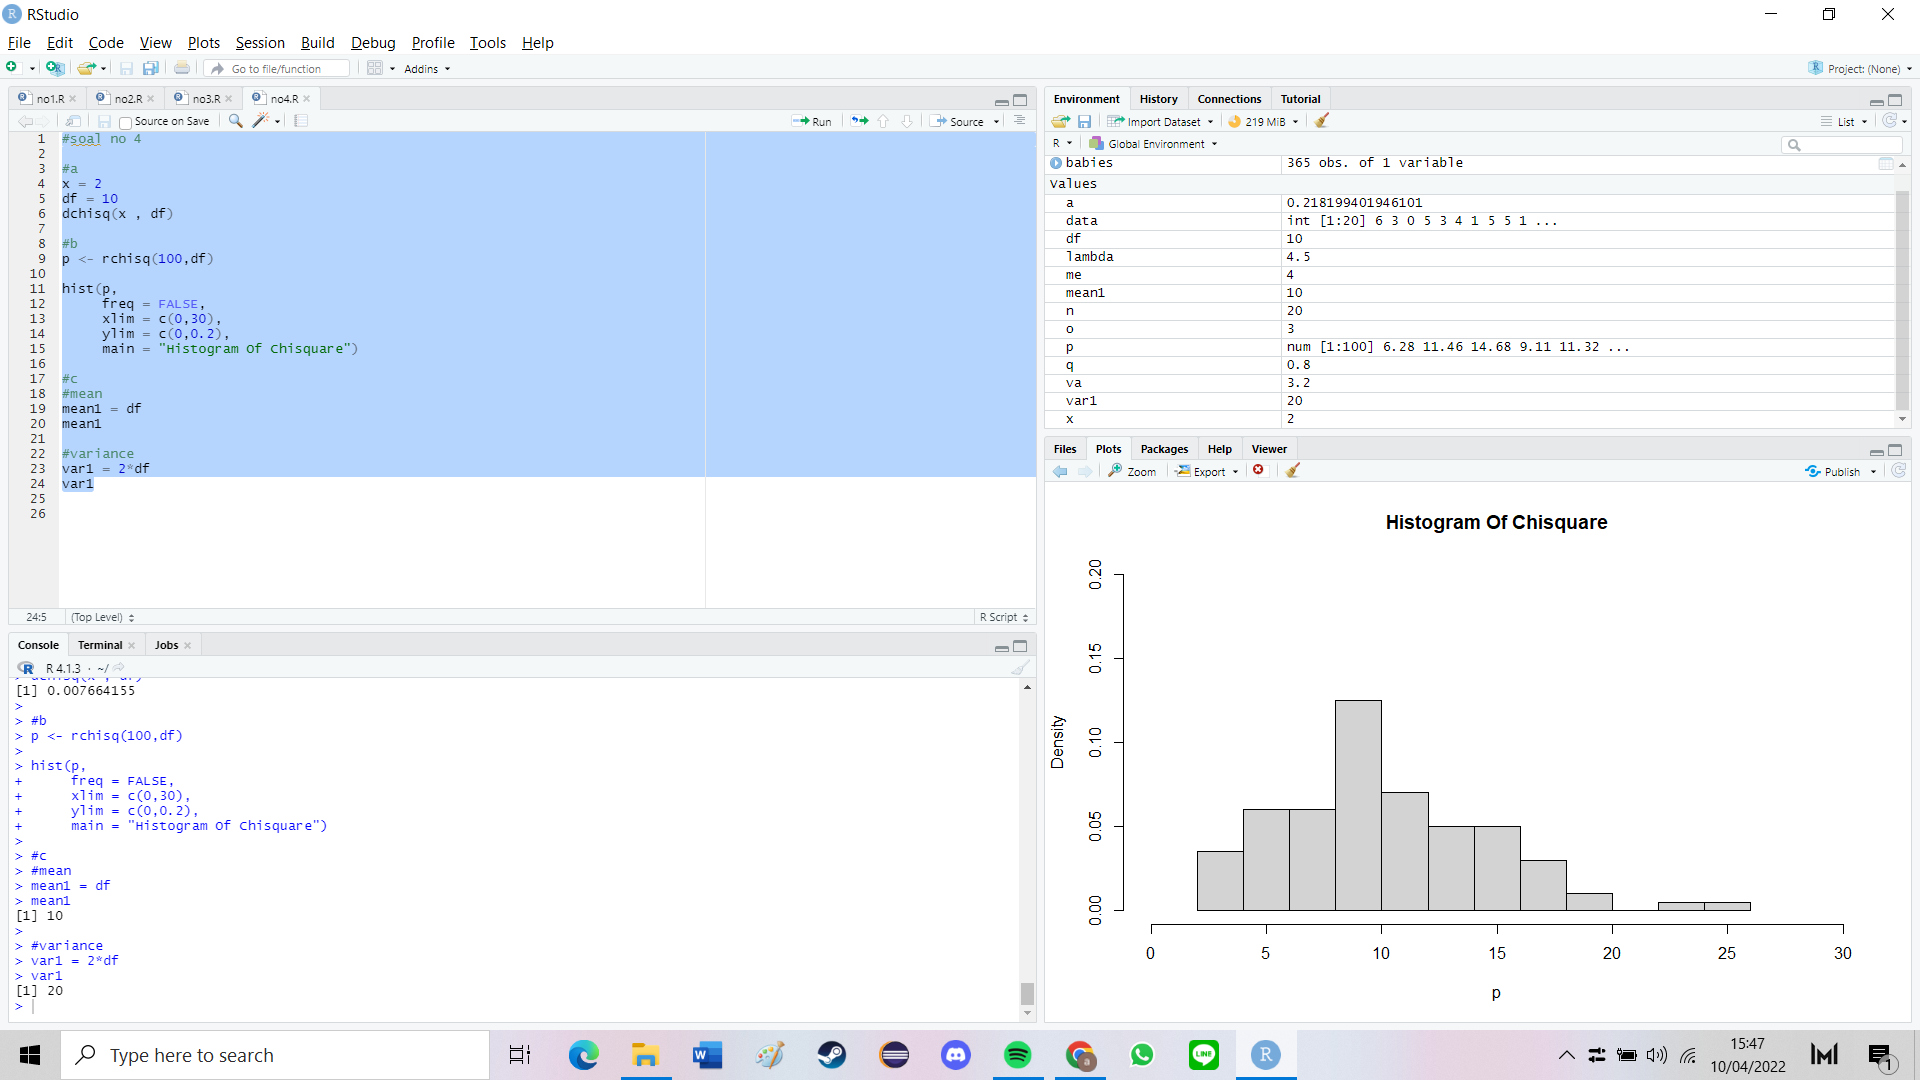 RStudio
File Edit Code View Plots Session Build Debug Profile Tools Help
Go to file/function Addins Project: (None)
no1.R no2.R no3.R no4.R
Source on Save Run Source
1 #soal no 4
2
3 #a
4 x = 2
5 df = 10
6 dchisq(x , df)
7
8 #b
9 p <- rchisq(100,df)
10
11 hist(p,
12 freq = FALSE,
13 xlim = c(0,30),
14 ylim = c(0,0.2),
15 main = "Histogram Of Chisquare")
16
17 #c
18 #mean
19 mean1 = df
20 mean1
21
22 #variance
23 var1 = 2*df
24 var1
25
26
24:5 (Top Level) R Script
Console Terminal Jobs
R 4.1.3 · ~/
> dchisq(x , df)
[1] 0.007664155
>
> #b
> p <- rchisq(100,df)
>
> hist(p,
+ freq = FALSE,
+ xlim = c(0,30),
+ ylim = c(0,0.2),
+ main = "Histogram Of Chisquare")
>
> #c
> #mean
> mean1 = df
> mean1
[1] 10
>
> #variance
> var1 = 2*df
> var1
[1] 20
>
Environment History Connections Tutorial
Import Dataset 219 MiB List
R Global Environment
babies 365 obs. of 1 variable
Values
a 0.218199401946101
data int [1:20] 6 3 0 5 3 4 1 5 5 1 ...
df 10
lambda 4.5
me 4
mean1 10
n 20
o 3
p num [1:100] 6.28 11.46 14.68 9.11 11.32 ...
q 0.8
va 3.2
var1 20
x 2
Files Plots Packages Help Viewer
Zoom Export Publish
Histogram Of Chisquare
Density
0.20
0.15
0.10
0.05
0.00
0 5 10 15 20 25 30
p
Type here to search
15:47
10/04/2022
1